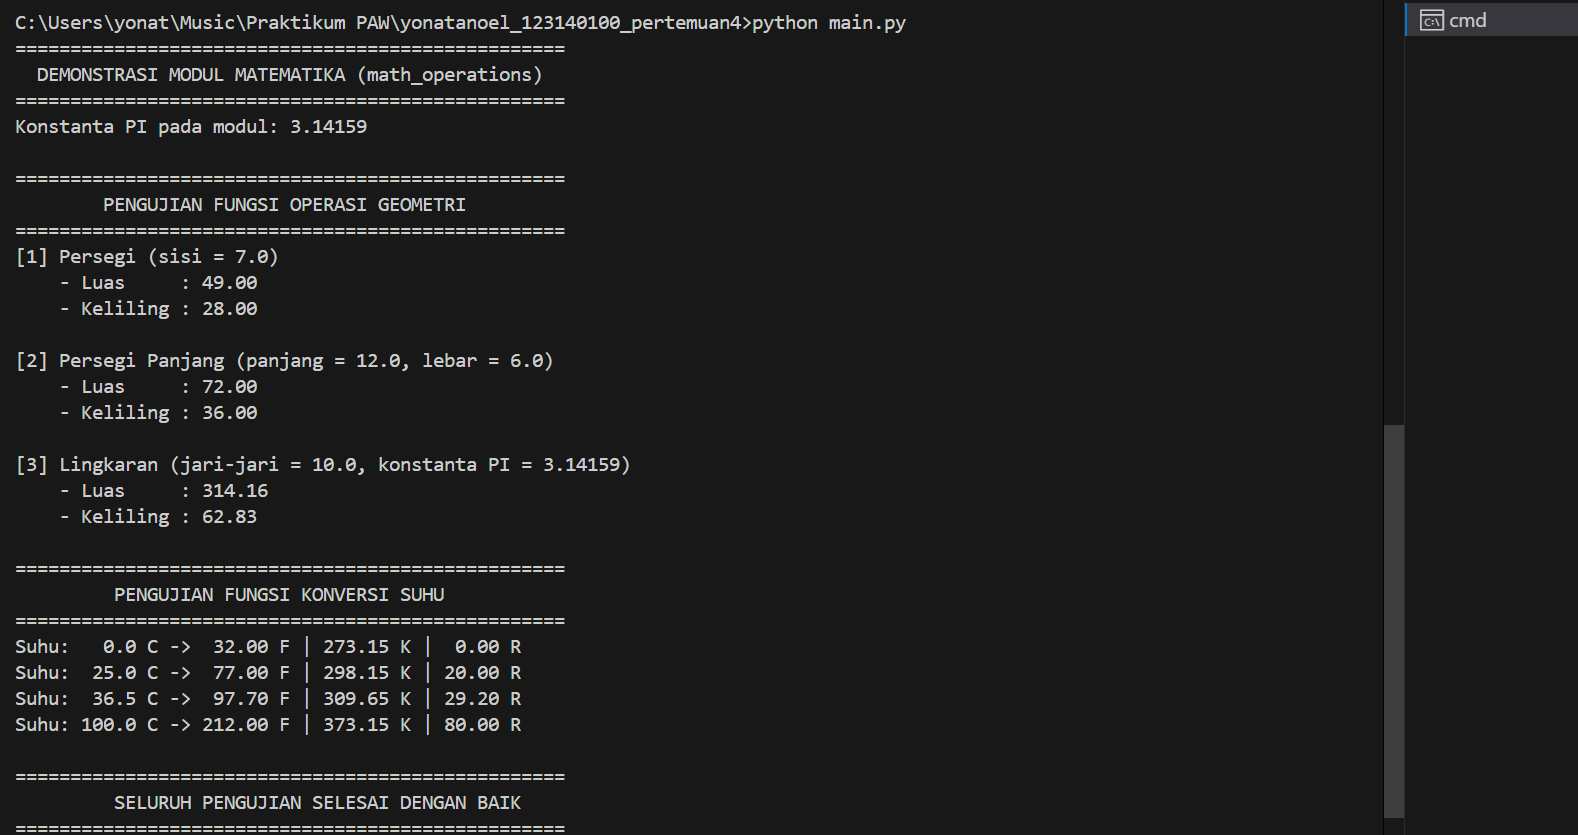 C:\Users\yonat\Music\Praktikum PAW\yonatanoel_123140100_pertemuan4>python main.py
==================================================
  DEMONSTRASI MODUL MATEMATIKA (math_operations)
==================================================
Konstanta PI pada modul: 3.14159

==================================================
        PENGUJIAN FUNGSI OPERASI GEOMETRI
==================================================
[1] Persegi (sisi = 7.0)
    - Luas     : 49.00
    - Keliling : 28.00

[2] Persegi Panjang (panjang = 12.0, lebar = 6.0)
    - Luas     : 72.00
    - Keliling : 36.00

[3] Lingkaran (jari-jari = 10.0, konstanta PI = 3.14159)
    - Luas     : 314.16
    - Keliling : 62.83

==================================================
         PENGUJIAN FUNGSI KONVERSI SUHU
==================================================
Suhu:   0.0 C ->  32.00 F | 273.15 K |  0.00 R
Suhu:  25.0 C ->  77.00 F | 298.15 K | 20.00 R
Suhu:  36.5 C ->  97.70 F | 309.65 K | 29.20 R
Suhu: 100.0 C -> 212.00 F | 373.15 K | 80.00 R

==================================================
         SELURUH PENGUJIAN SELESAI DENGAN BAIK
==================================================
cmd